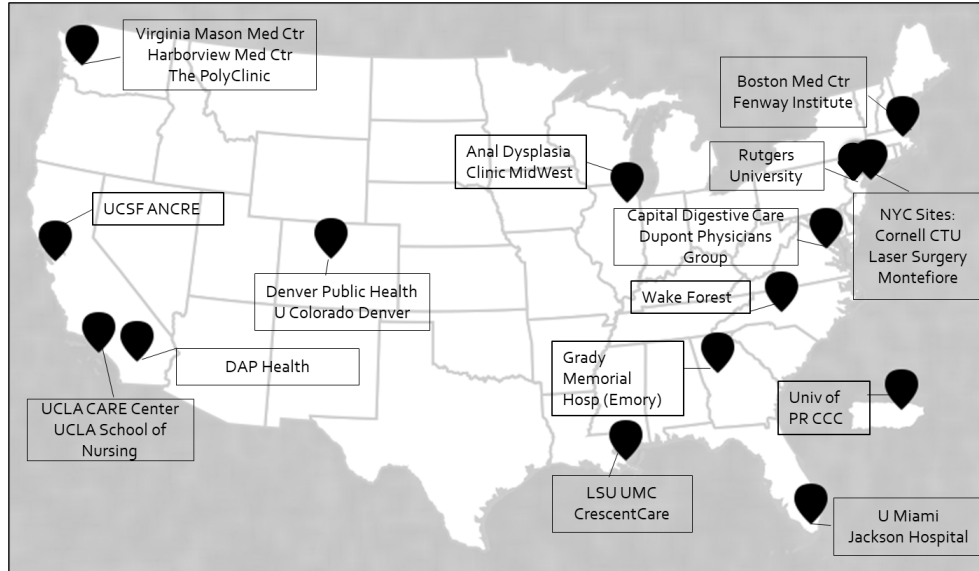 Virginia Mason Med Ctr
Harborview Med Ctr
The PolyClinic
Boston Med Ctr
Fenway Institute
Anal Dysplasia
Clinic MidWest
Rutgers
University
UCSF ANCRE
Capital Digestive Care
Dupont Physicians
Group
NYC Sites:
Cornell CTU
Laser Surgery
Montefiore
Denver Public Health
U Colorado Denver
Wake Forest
DAP Health
Grady
Memorial
Hosp (Emory)
Univ of
PR CCC
UCLA CARE Center
UCLA School of
Nursing
LSU UMC
CrescentCare
U Miami
Jackson Hospital